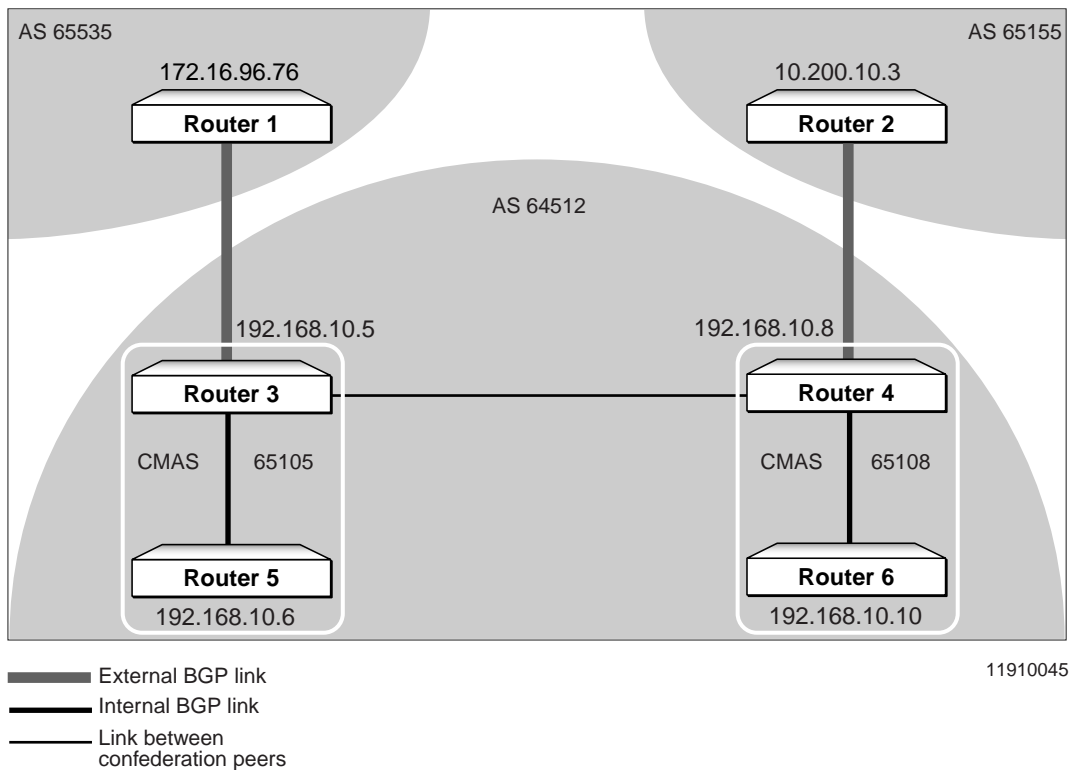 AS 65535
AS 65155
172.16.96.76
10.200.10.3
Router 1
Router 2
AS 64512
192.168.10.5
192.168.10.8
Router 3
Router 4
CMAS 65105
CMAS 65108
Router 5
Router 6
192.168.10.6
192.168.10.10
External BGP link
11910045
Internal BGP link
Link between
confederation peers